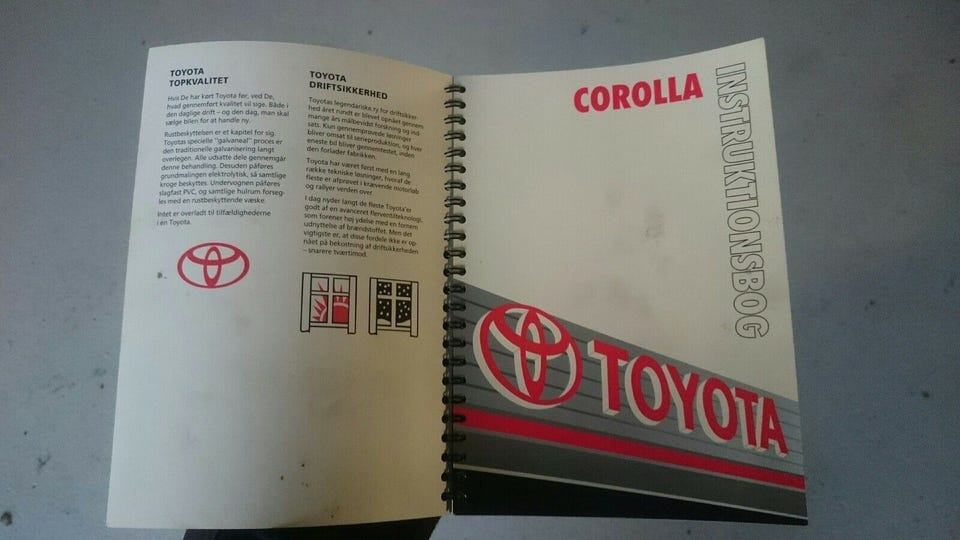 TOYOTA
TOPKVALITET
Hvis De har kørt Toyota før, ved De,
hvad gennemført kvalitet vil sige. Både i
den daglige drift – og den dag, man skal
sælge bilen for at handle ny.
Rustbeskyttelsen er et kapitel for sig.
Toyotas specielle "galvaneal" proces er
den traditionelle galvanisering langt
overlegen. Alle udsatte dele gennemgår
denne behandling. Desuden påføres
grundmalingen elektrolytisk, så samtlige
kroge beskyttes. Undervognen påføres
slagfast PVC, og samtlige hulrum forseg-
les med en rustbeskyttende væske.
Intet er overladt til tilfældighederne
i en Toyota.
TOYOTA
DRIFTSIKKERHED
Toyotas legendariske ry for driftsikker-
hed året rundt er blevet opnået gennem
mange års målbevidst forskning og ind
sats. Kun gennemprøvede løsninger
bliver omsat til serieproduktion, og hver
eneste bil bliver gennemtestet, inden
den forlader fabrikken.
Toyota har været først med en lang
række tekniske løsninger, hvoraf de
fleste er afprøvet i krævende motorløb
og rallyer verden over.
I dag nyder langt de fleste Toyota'er
godt af en avanceret flerventilteknologi,
som forener høj ydelse med en fornem
udnyttelse af brændstoffet. Men det
vigtigste er, at disse fordele ikke er op-
nået på bekostning af driftsikkerheden
– snarere tværtimod.
COROLLA
INSTRUKTIONSBOG
TOYOTA